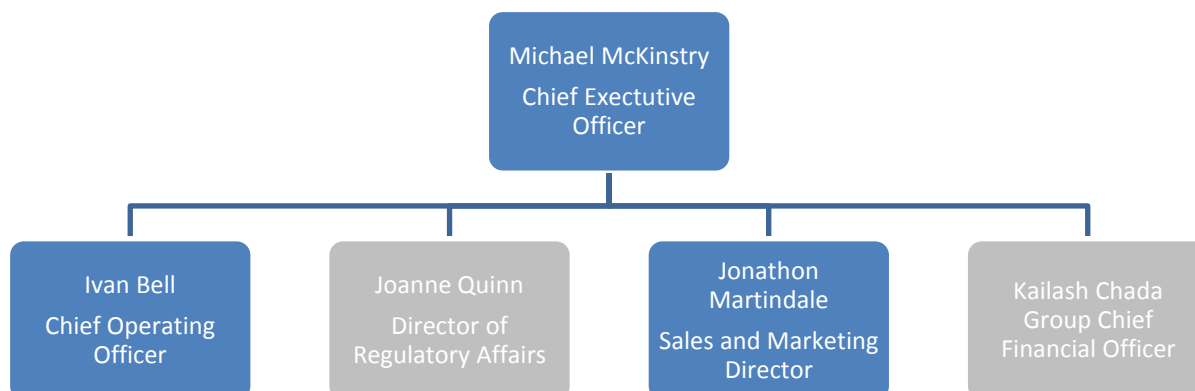 Michael McKinstry
Chief Exectutive
Officer
Ivan Bell
Chief Operating
Officer
Joanne Quinn
Director of
Regulatory Affairs
Jonathon
Martindale
Sales and Marketing
Director
Kailash Chada
Group Chief
Financial Officer